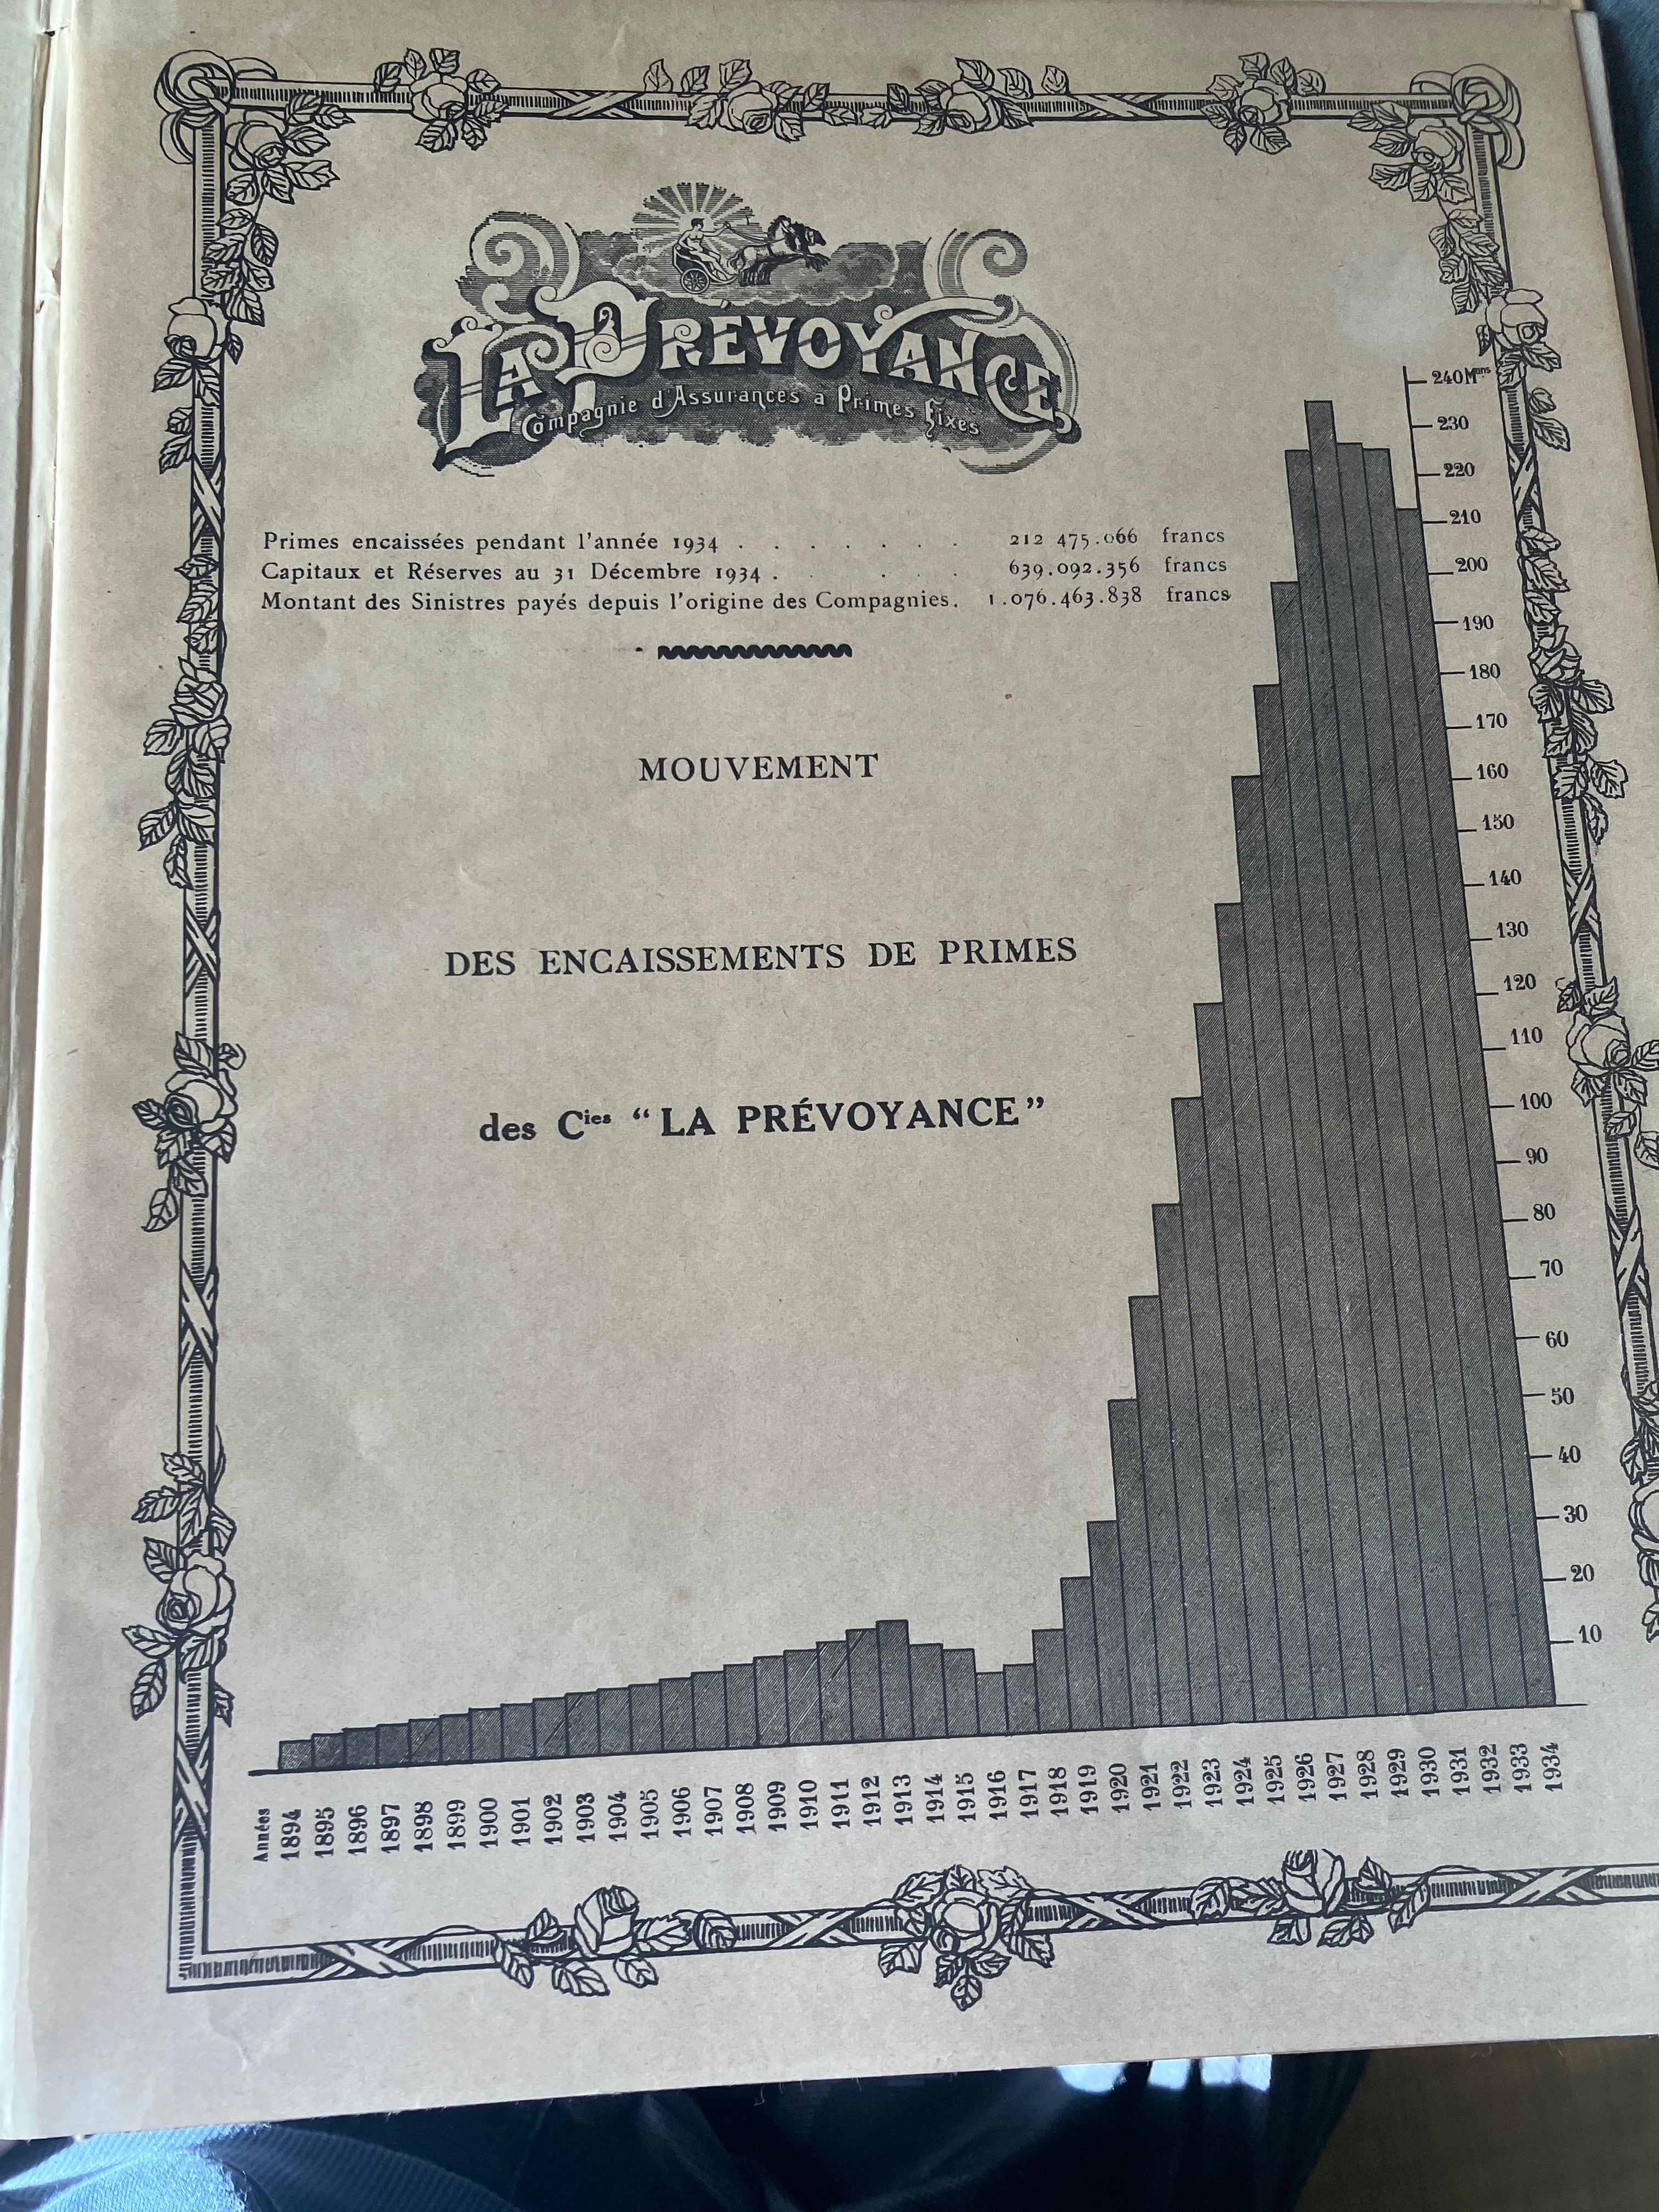 LA PRÉVOYANCE
Compagnie d'Assurances à Primes Fixes
Primes encaissées pendant l'année 1934 . . . . . . . 212 475.066 francs
Capitaux et Réserves au 31 Décembre 1934 . . . . . 639.092.356 francs
Montant des Sinistres payés depuis l'origine des Compagnies. 1.076.463.838 francs
MOUVEMENT
DES ENCAISSEMENTS DE PRIMES
des Cies “LA PRÉVOYANCE”
240 Mons
230
220
210
200
190
180
170
160
150
140
130
120
110
100
90
80
70
60
50
40
30
20
10
Années 1894 1895 1896 1897 1898 1899 1900 1901 1902 1903 1904 1905 1906 1907 1908 1909 1910 1911 1912 1913 1914 1915 1916 1917 1918 1919 1920 1921 1922 1923 1924 1925 1926 1927 1928 1929 1930 1931 1932 1933 1934